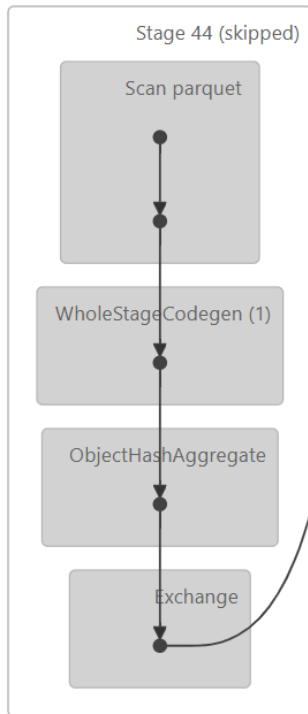 Stage 44 (skipped)
Scan parquet
WholeStageCodegen (1)
ObjectHashAggregate
Exchange